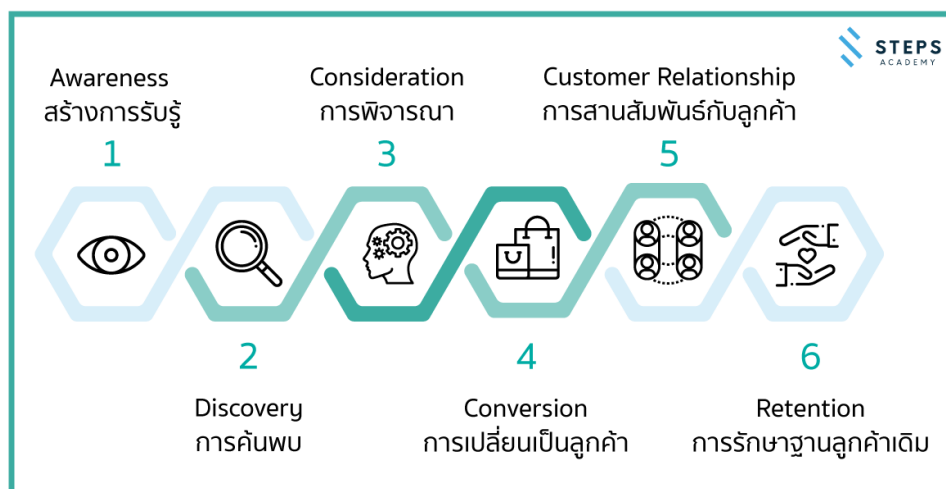 STEPS
ACADEMY
Awareness
สร้างการรับรู้
1
2
Discovery
การค้นพบ
Consideration
การพิจารณา
3
4
Conversion
การเปลี่ยนเป็นลูกค้า
Customer Relationship
การสานสัมพันธ์กับลูกค้า
5
6
Retention
การรักษาฐานลูกค้าเดิม